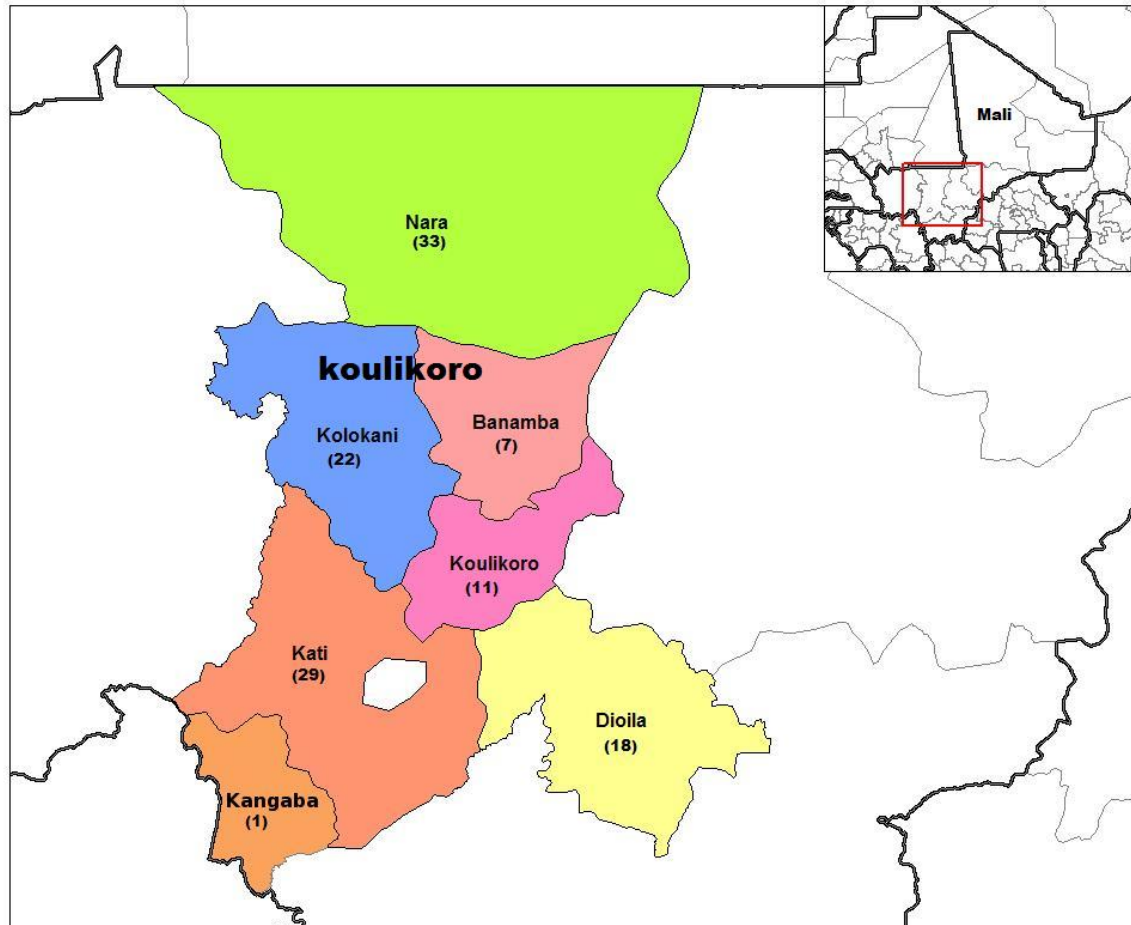 Mali
Nara
(33)
koulikoro
Banamba
(7)
Kolokani
(22)
Koulikoro
(11)
Kati
(29)
Dioila
(18)
Kangaba
(1)